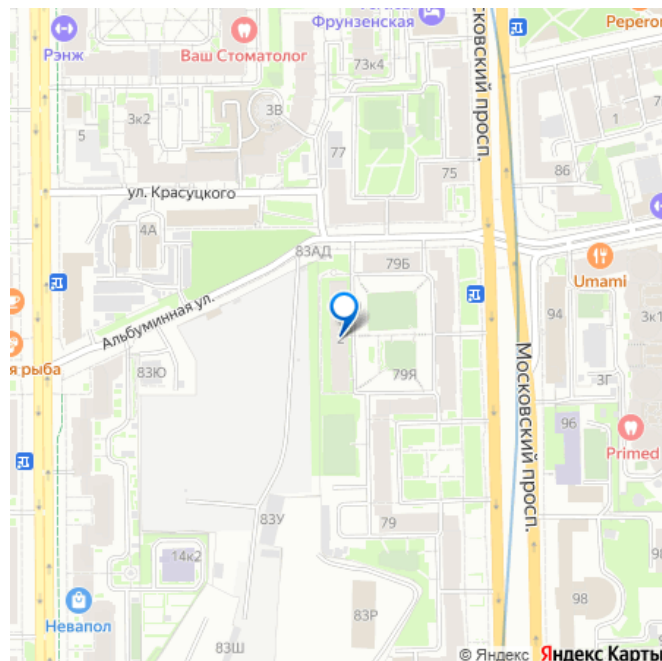 Рэнж
Ваш Стоматолог
Фрунзенская
73к4
Московский просп.
Peperon
3В
3к2
5
77
75
1
86
ул. Красуцкого
4А
83АД
79Б
Umami
Альбуминная ул.
2
94
3к1
я рыба
83Ю
79Я
3Г
Московский просп.
96
Primed
83У
79
14к2
Невапол
83Р
98
83Ш
© Яндекс Яндекс Карты